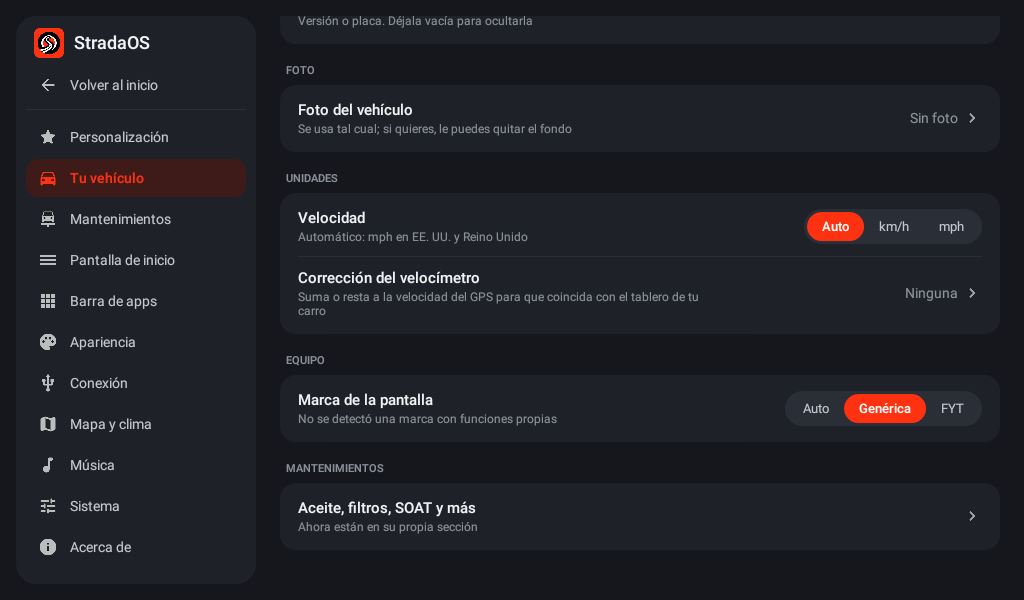 StradaOS
Volver al inicio
Personalización
Tu vehículo
Mantenimientos
Pantalla de inicio
Barra de apps
Apariencia
Conexión
Mapa y clima
Música
Sistema
Acerca de
Versión o placa. Déjala vacía para ocultarla
FOTO
Foto del vehículo
Se usa tal cual; si quieres, le puedes quitar el fondo
Sin foto
UNIDADES
Velocidad
Automático: mph en EE. UU. y Reino Unido
Auto km/h mph
Corrección del velocímetro
Suma o resta a la velocidad del GPS para que coincida con el tablero de tu
carro
Ninguna
EQUIPO
Marca de la pantalla
No se detectó una marca con funciones propias
Auto Genérica FYT
MANTENIMIENTOS
Aceite, filtros, SOAT y más
Ahora están en su propia sección